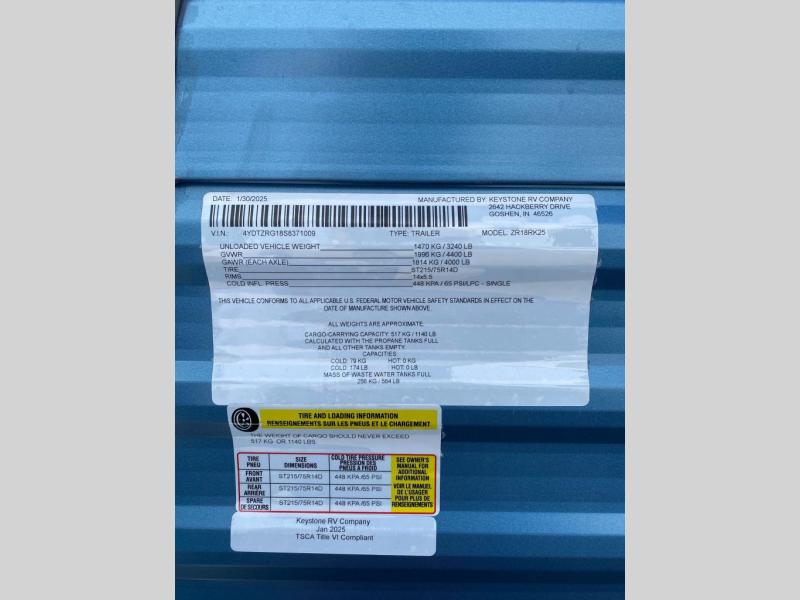 DATE: 1/30/2025 MANUFACTURED BY: KEYSTONE RV COMPANY
2642 HACKBERRY DRIVE
GOSHEN, IN. 46526
V.I.N.: 4YDTZRG18S8371009 TYPE: TRAILER MODEL: ZR18RK25
UNLOADED VEHICLE WEIGHT 1470 KG / 3240 LB
GVWR 1996 KG / 4400 LB
GAWR (EACH AXLE) 1814 KG / 4000 LB
TIRE ST215/75R14D
RIMS 14x5.5
COLD INFL. PRESS 448 KPA / 65 PSI/LPC - SINGLE
THIS VEHICLE CONFORMS TO ALL APPLICABLE U.S. FEDERAL MOTOR VEHICLE SAFETY STANDARDS IN EFFECT ON THE
DATE OF MANUFACTURE SHOWN ABOVE.
ALL WEIGHTS ARE APPROXIMATE.
CARGO-CARRYING CAPACITY: 517 KG / 1140 LB
CALCULATED WITH THE PROPANE TANKS FULL
AND ALL OTHER TANKS EMPTY.
CAPACITIES
COLD: 79 KG HOT: 0 KG
COLD: 174 LB HOT: 0 LB
MASS OF WASTE WATER TANKS FULL
256 KG / 564 LB
TIRE AND LOADING INFORMATION
RENSEIGNEMENTS SUR LES PNEUS ET LE CHARGEMENT
THE WEIGHT OF CARGO SHOULD NEVER EXCEED
517 KG OR 1140 LBS.
TIRE
PNEU
SIZE
DIMENSIONS
COLD TIRE PRESSURE
PRESSION DES
PNEUS A FROID
SEE OWNER'S
MANUAL FOR
ADDITIONAL
INFORMATION
VOIR LE MANUEL
DE L'USAGER
POUR PLUS DE
RENSEIGNEMENTS
FRONT
AVANT
ST215/75R14D 448 KPA /65 PSI
REAR
ARRIÈRE
ST215/75R14D 448 KPA /65 PSI
SPARE
DE SECOURS
ST215/75R14D 448 KPA /65 PSI
Keystone RV Company
Jan 2025
TSCA Title VI Compliant